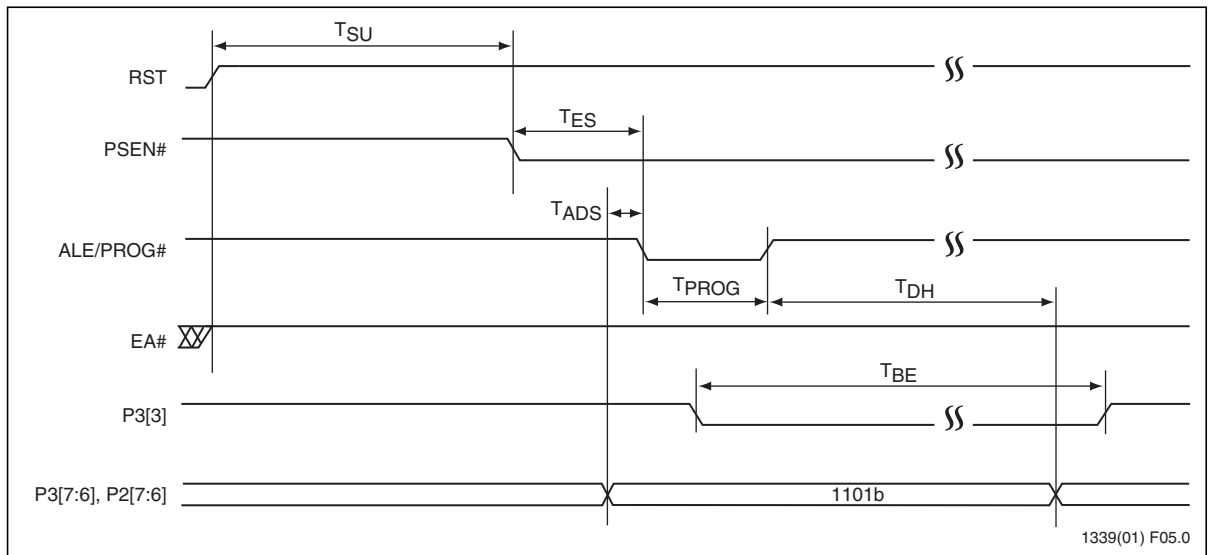 TSU
RST
TES
PSEN#
TADS
ALE/PROG#
TPROG
TDH
EA#
TBE
P3[3]
P3[7:6], P2[7:6]
1101b
1339(01) F05.0